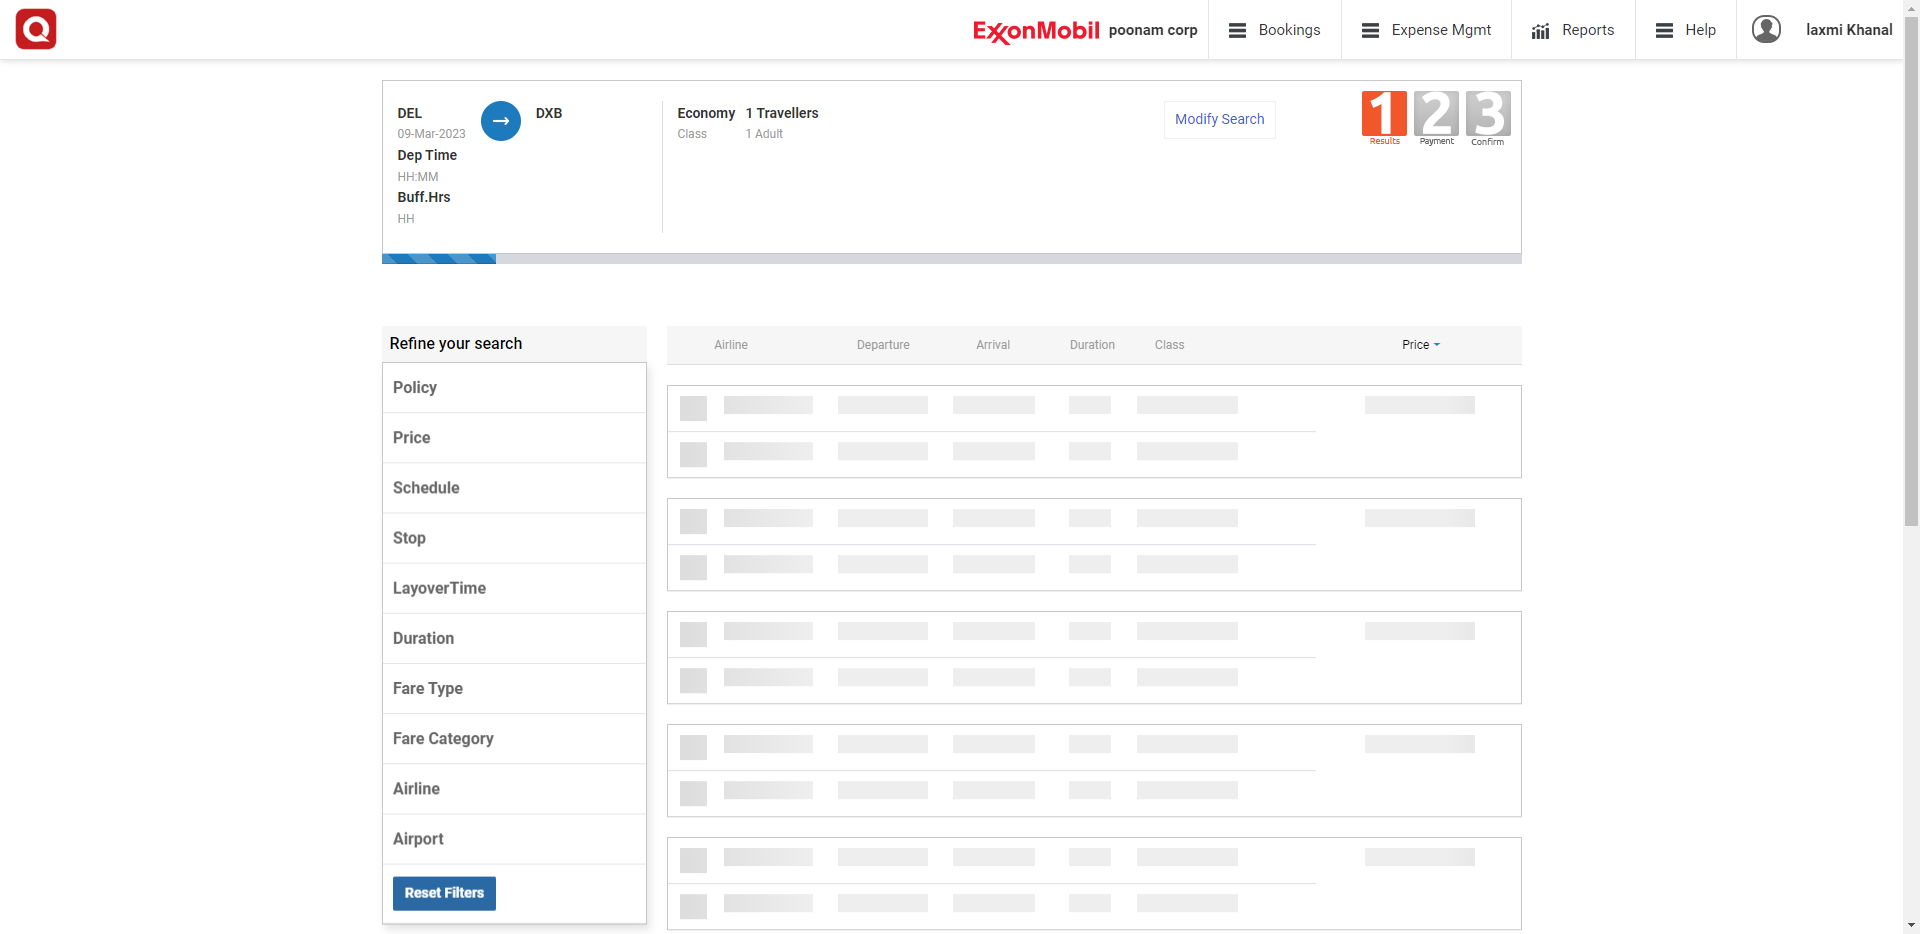 Q
ExxonMobil poonam corp Bookings Expense Mgmt Reports Help laxmi Khanal
DEL DXB
09-Mar-2023
Dep Time
HH:MM
Buff.Hrs
HH
Economy 1 Travellers
Class 1 Adult
Modify Search
1 2 3
Results Payment Confirm
Refine your search
Policy
Price
Schedule
Stop
LayoverTime
Duration
Fare Type
Fare Category
Airline
Airport
Reset Filters
Airline Departure Arrival Duration Class Price